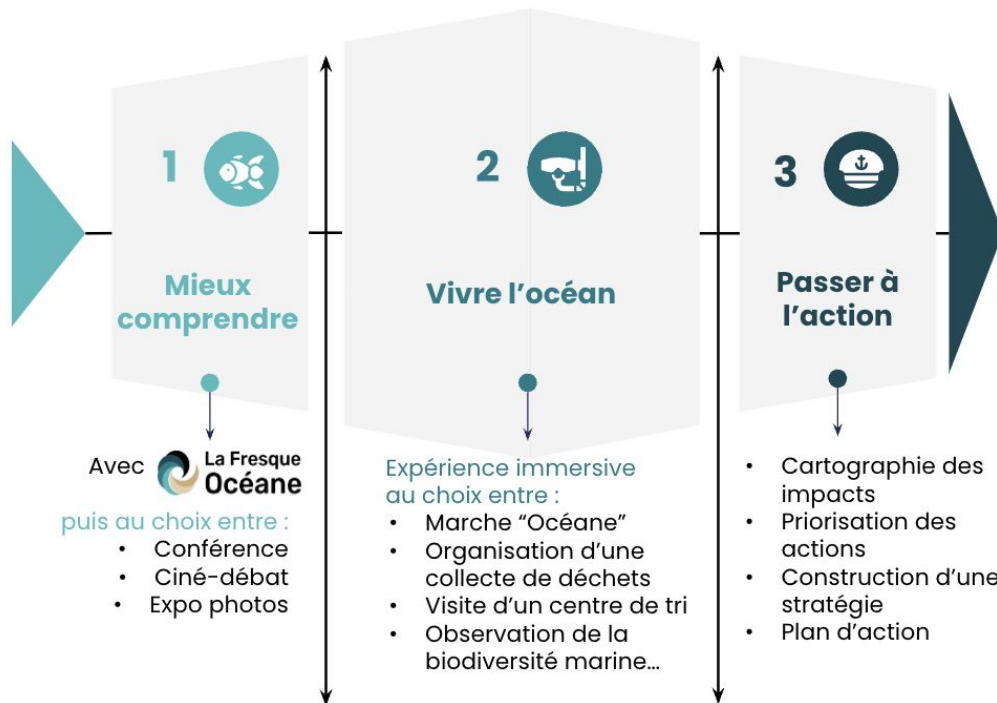 1
Mieux
comprendre
Avec La Fresque
Océane
puis au choix entre :
• Conférence
• Ciné-débat
• Expo photos
2
Vivre l’océan
Expérience immersive
au choix entre :
• Marche “Océane”
• Organisation d’une
collecte de déchets
• Visite d’un centre de tri
• Observation de la
biodiversité marine…
3
Passer à
l’action
• Cartographie des
impacts
• Priorisation des
actions
• Construction d’une
stratégie
• Plan d’action